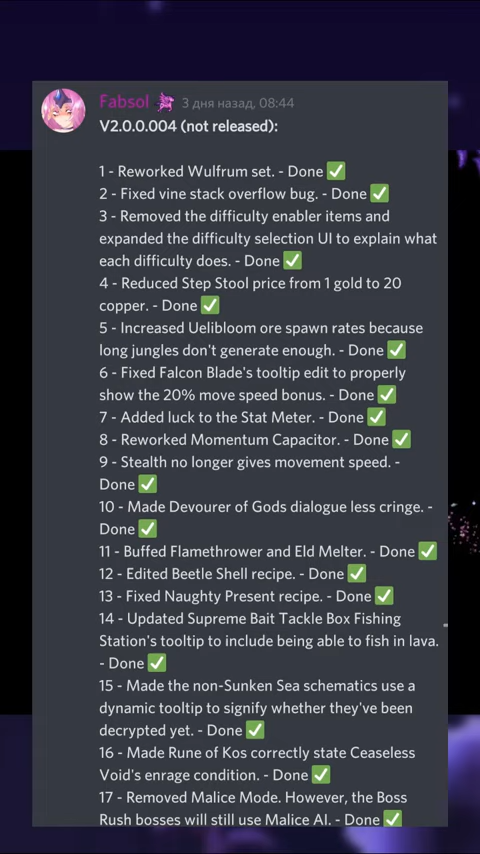 Fabsol 3 дня назад, 08:44
V2.0.0.004 (not released):
1 - Reworked Wulfrum set. - Done ✅
2 - Fixed vine stack overflow bug. - Done ✅
3 - Removed the difficulty enabler items and
expanded the difficulty selection UI to explain what
each difficulty does. - Done ✅
4 - Reduced Step Stool price from 1 gold to 20
copper. - Done ✅
5 - Increased Uelibloom ore spawn rates because
long jungles don't generate enough. - Done ✅
6 - Fixed Falcon Blade's tooltip edit to properly
show the 20% move speed bonus. - Done ✅
7 - Added luck to the Stat Meter. - Done ✅
8 - Reworked Momentum Capacitor. - Done ✅
9 - Stealth no longer gives movement speed. -
Done ✅
10 - Made Devourer of Gods dialogue less cringe. -
Done ✅
11 - Buffed Flamethrower and Eld Melter. - Done ✅
12 - Edited Beetle Shell recipe. - Done ✅
13 - Fixed Naughty Present recipe. - Done ✅
14 - Updated Supreme Bait Tackle Box Fishing
Station's tooltip to include being able to fish in lava.
- Done ✅
15 - Made the non-Sunken Sea schematics use a
dynamic tooltip to signify whether they've been
decrypted yet. - Done ✅
16 - Made Rune of Kos correctly state Ceaseless
Void's enrage condition. - Done ✅
17 - Removed Malice Mode. However, the Boss
Rush bosses will still use Malice AI. - Done ✅